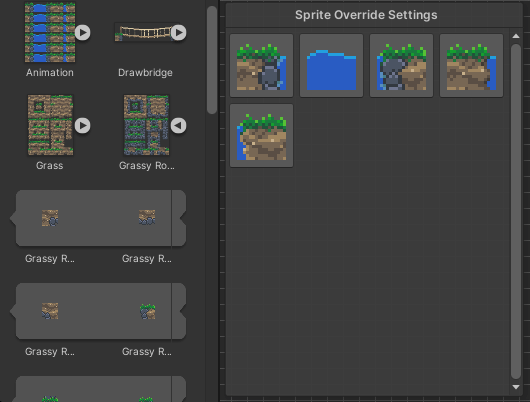 Sprite Override Settings
Animation
Drawbridge
Grass
Grassy Ro...
Grassy R...
Grassy R...
Grassy R...
Grassy R...